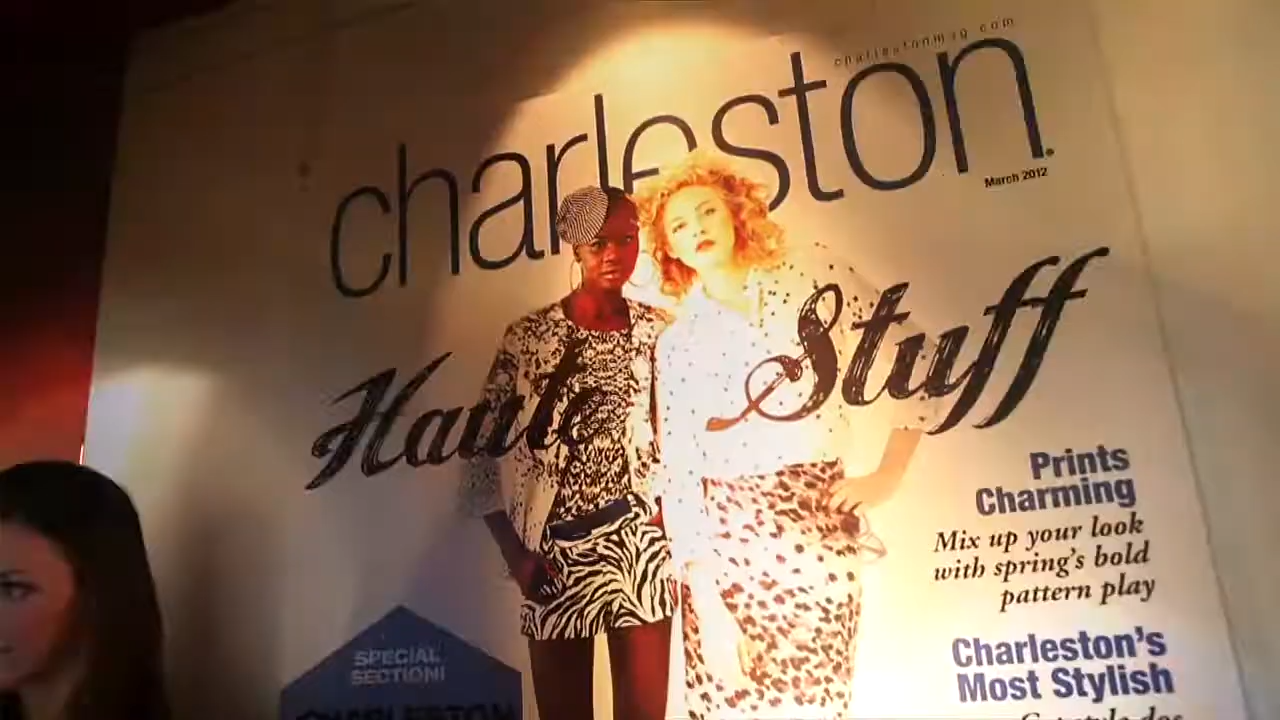 charlestonmag.com
charleston
March 2012
Haute Stuff
Prints
Charming
Mix up your look
with spring's bold
pattern play
Charleston's
Most Stylish
SPECIAL
SECTION!
CHARLESTON